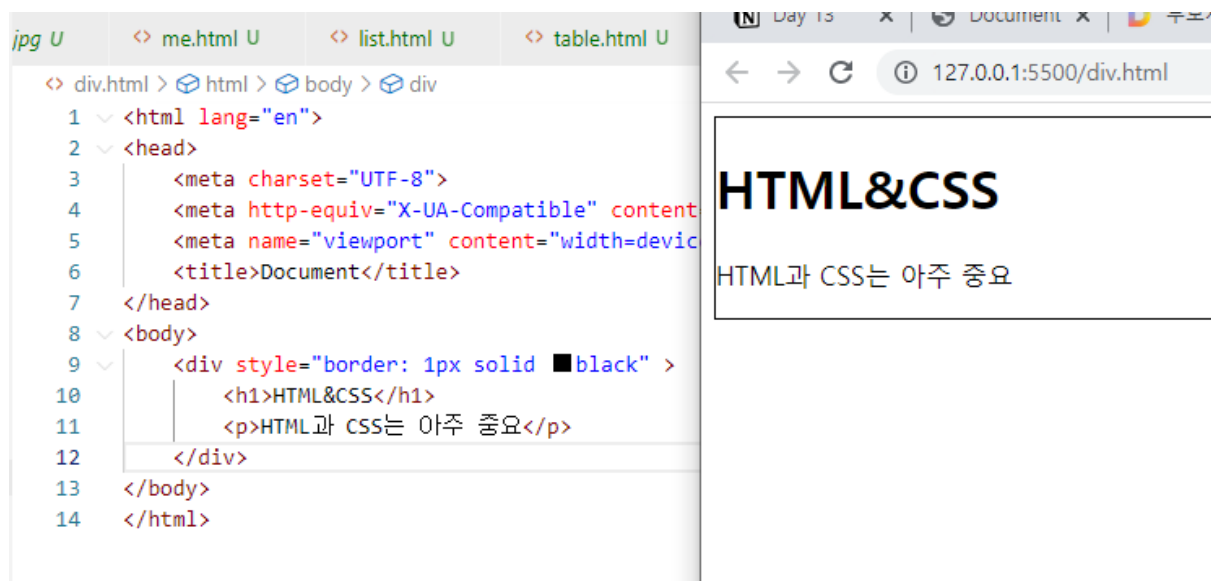 jpg U
me.html U
list.html U
table.html U
div.html > html > body > div
1 <html lang="en">
2 <head>
3 <meta charset="UTF-8">
4 <meta http-equiv="X-UA-Compatible" content
5 <meta name="viewport" content="width=devic
6 <title>Document</title>
7 </head>
8 <body>
9 <div style="border: 1px solid black" >
10 <h1>HTML&CSS</h1>
11 <p>HTML과 CSS는 아주 중요</p>
12 </div>
13 </body>
14 </html>
Day 13
Document
127.0.0.1:5500/div.html
HTML&CSS
HTML과 CSS는 아주 중요